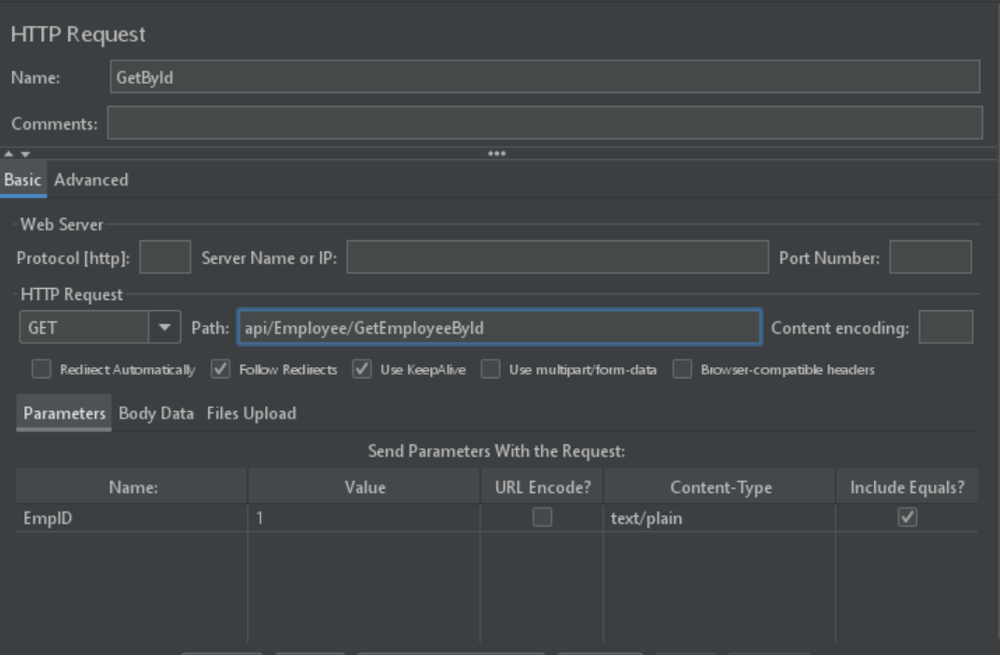 HTTP Request
Name: GetById
Comments:
Basic Advanced
Web Server
Protocol [http]: Server Name or IP: Port Number:
HTTP Request
GET Path: api/Employee/GetEmployeeById Content encoding:
Redirect Automatically Follow Redirects Use KeepAlive Use multipart/form-data Browser-compatible headers
Parameters Body Data Files Upload
Send Parameters With the Request:
Name: Value URL Encode? Content-Type Include Equals?
EmpID 1 text/plain